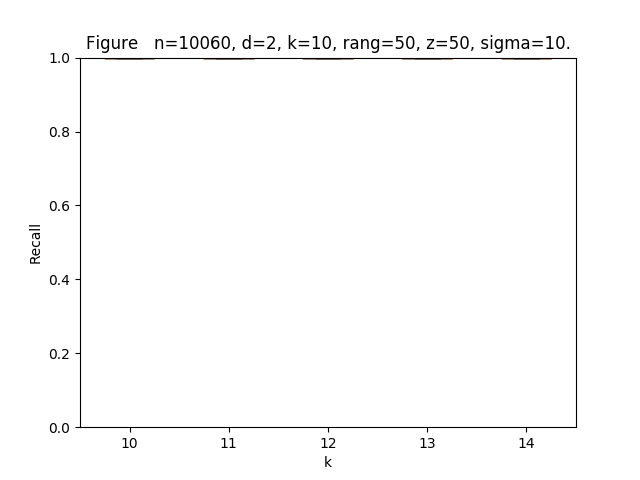 Figure   n=10060, d=2, k=10, rang=50, z=50, sigma=10.
1.0
0.8
0.6
0.4
0.2
0.0
Recall
10 11 12 13 14
k